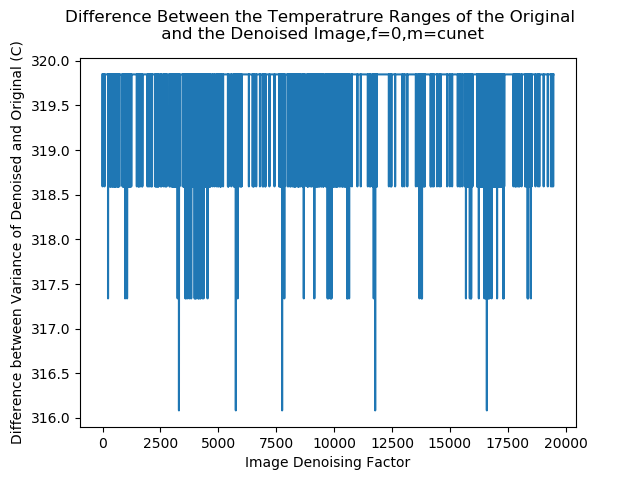 Difference Between the Temperatrure Ranges of the Original
and the Denoised Image,f=0,m=cunet
Difference between Variance of Denoised and Original (C)
320.0
319.5
319.0
318.5
318.0
317.5
317.0
316.5
316.0
0 2500 5000 7500 10000 12500 15000 17500 20000
Image Denoising Factor